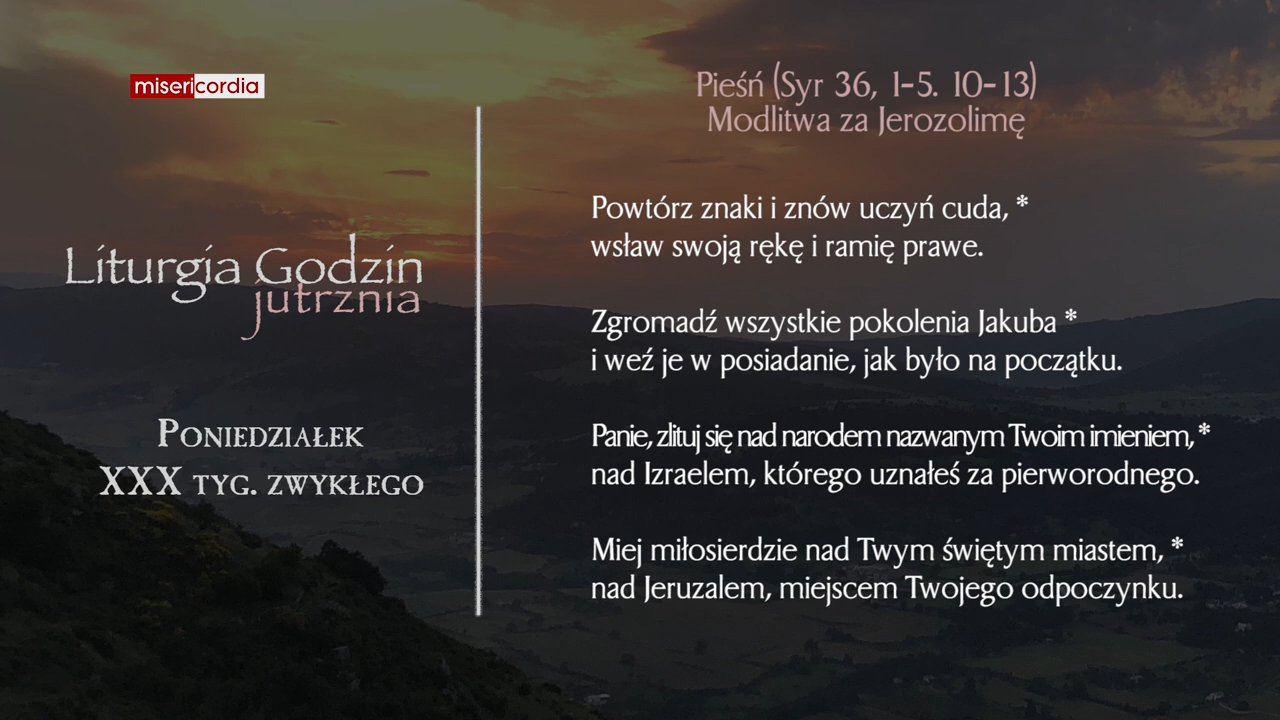 misericordia
Liturgia Godzin
jutrznia
Poniedziałek
XXX tyg. zwykłego
Pieśń (Syr 36, 1-5. 10-13)
Modlitwa za Jerozolimę
Powtórz znaki i znów uczyń cuda, *
wsław swoją rękę i ramię prawe.
Zgromadź wszystkie pokolenia Jakuba *
i weź je w posiadanie, jak było na początku.
Panie, zlituj się nad narodem nazwanym Twoim imieniem, *
nad Izraelem, którego uznałeś za pierworodnego.
Miej miłosierdzie nad Twym świętym miastem, *
nad Jeruzalem, miejscem Twojego odpoczynku.